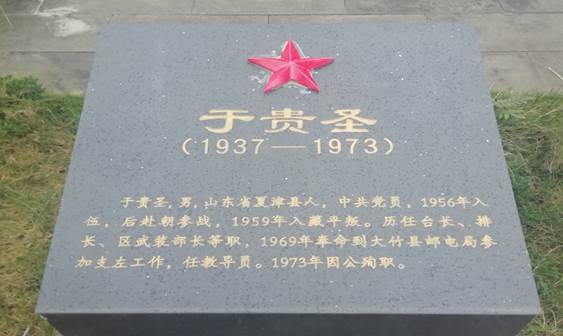 于贵圣
(1937—1973)
于贵圣,男,山东省夏津县人,中共党员,1956年入
伍,后赴朝参战,1959年入藏平叛。历任台长、排
长、区武装部长等职,1969年奉命到大竹县邮电局参
加支左工作,任教导员。1973年因公殉职。